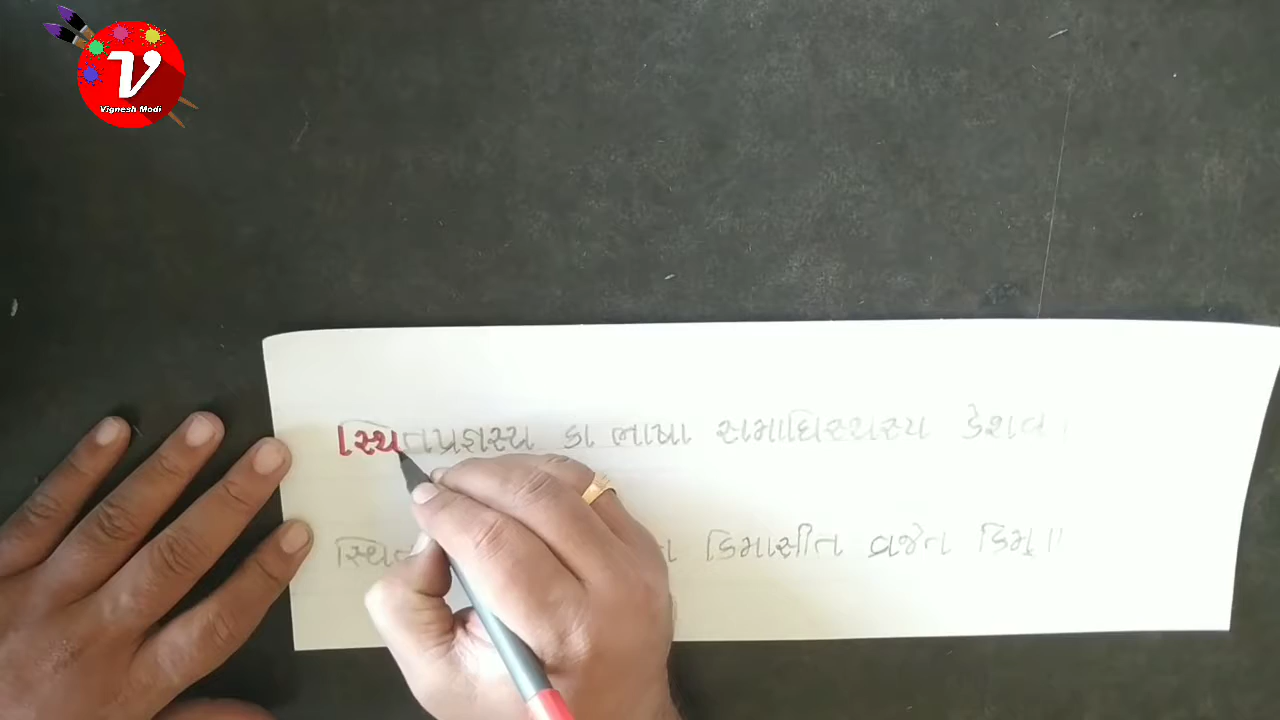 Vignesh Modi
સ્થિતપ્રજ્ઞસ્ય કા ભાષા સમાધિસ્થસ્ય કેશવ।
કિમાસીત વ્રજેત કિમ્॥